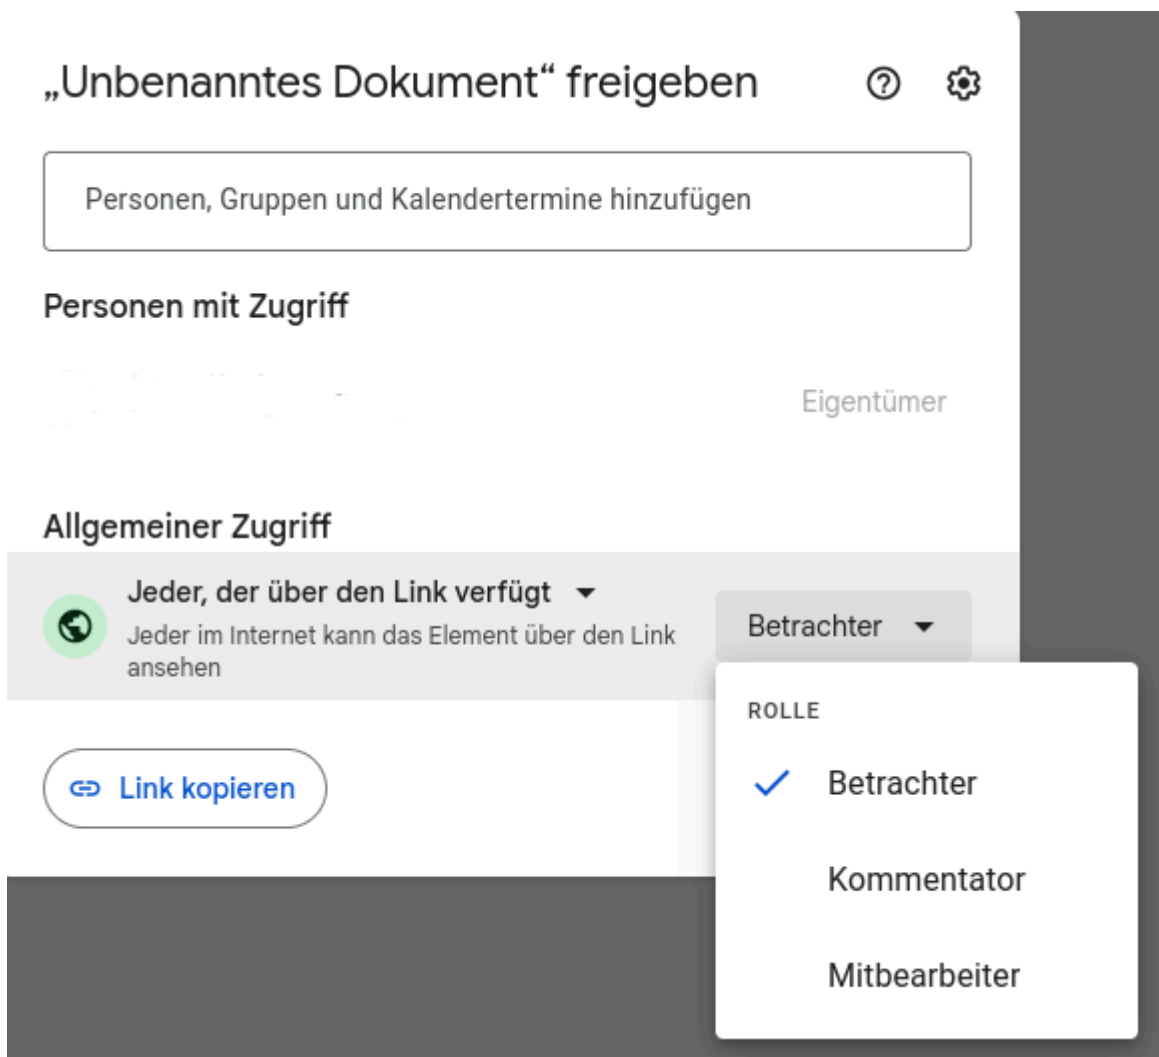 „Unbenanntes Dokument“ freigeben
Personen, Gruppen und Kalendertermine hinzufügen
Personen mit Zugriff
Eigentümer
Allgemeiner Zugriff
Jeder, der über den Link verfügt
Jeder im Internet kann das Element über den Link
ansehen
Betrachter
Link kopieren
ROLLE
Betrachter
Kommentator
Mitbearbeiter